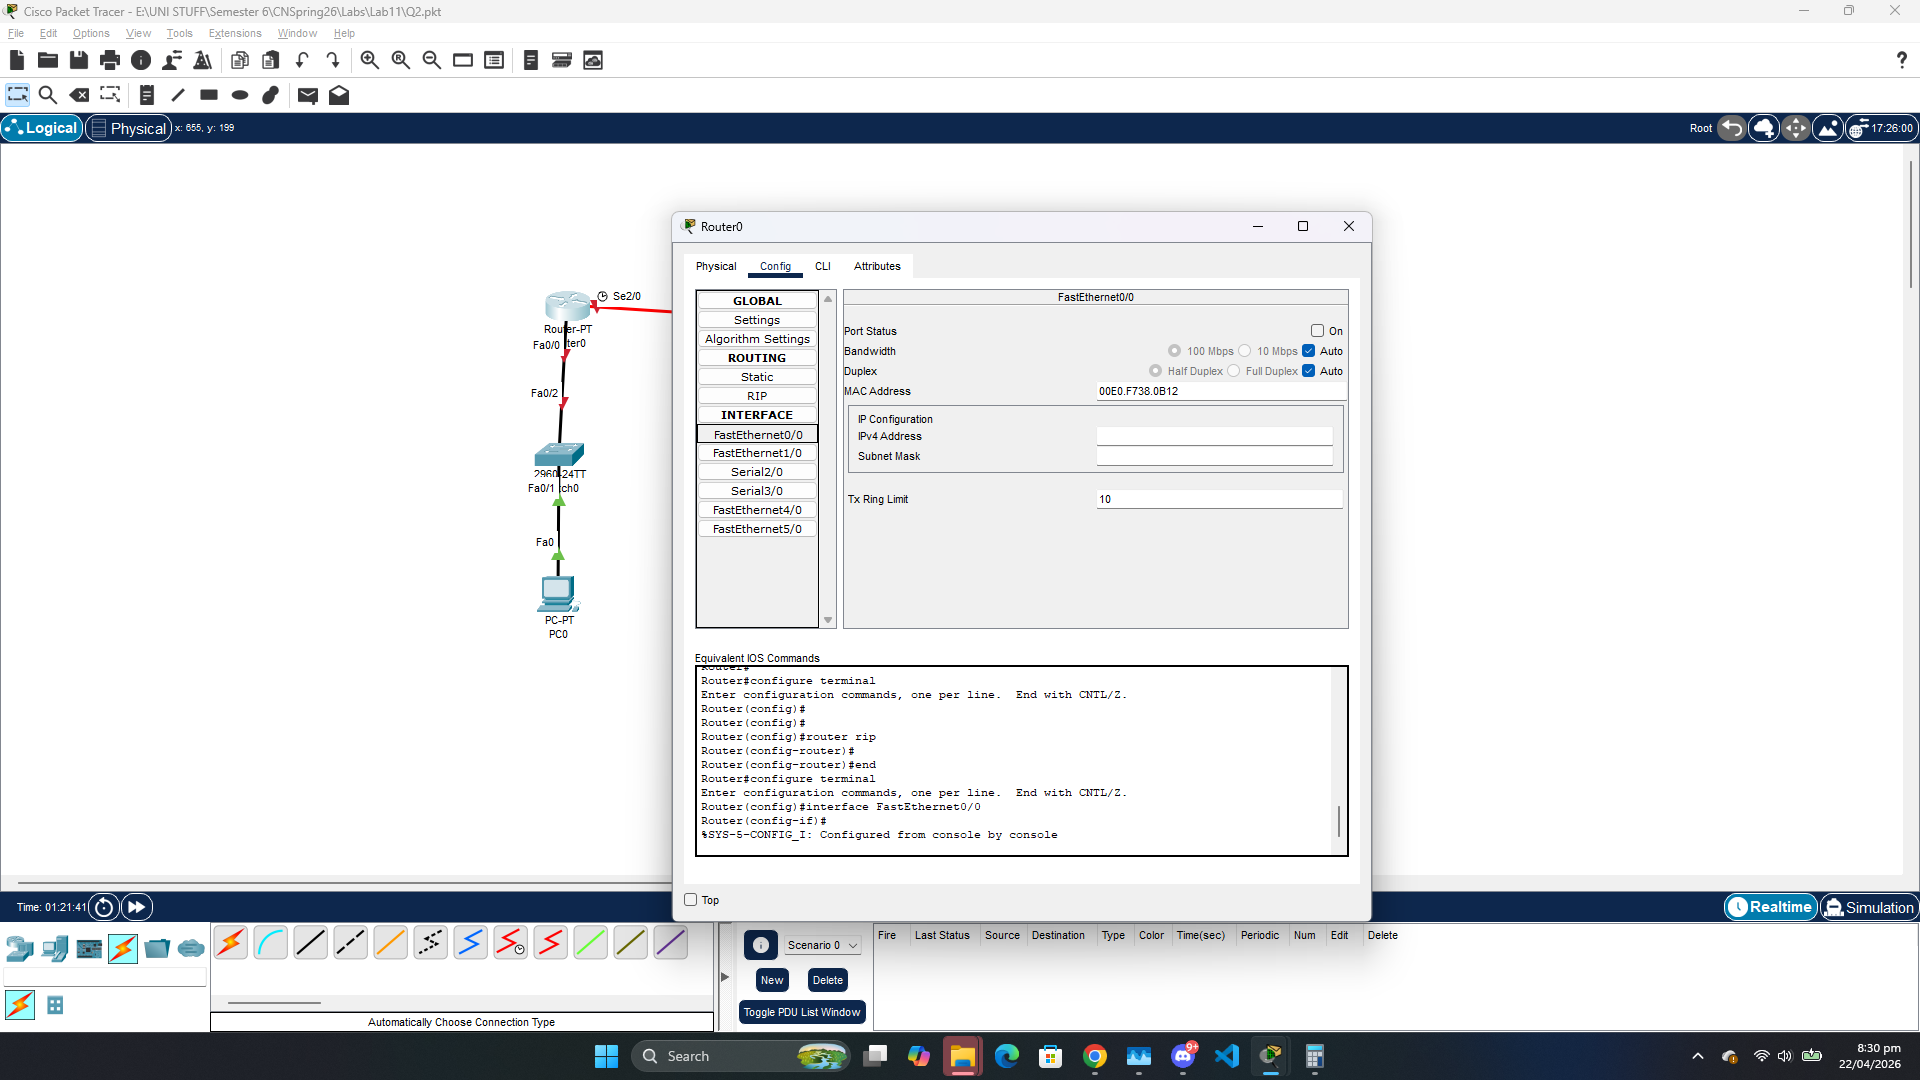 Cisco Packet Tracer - E:\UNI STUFF\Semester 6\CNSpring26\Labs\Lab11\Q2.pkt
File Edit Options View Tools Extensions Window Help
Logical Physical x: 655, y: 199 Root 17:26:00
Router0
Physical Config CLI Attributes
GLOBAL
Settings
Algorithm Settings
ROUTING
Static
RIP
INTERFACE
FastEthernet0/0
FastEthernet1/0
Serial2/0
Serial3/0
FastEthernet4/0
FastEthernet5/0
FastEthernet0/0
Port Status On
Bandwidth 100 Mbps 10 Mbps Auto
Duplex Half Duplex Full Duplex Auto
MAC Address 00E0.F738.0B12
IP Configuration
IPv4 Address
Subnet Mask
Tx Ring Limit 10
Equivalent IOS Commands
Router#
Router#configure terminal
Enter configuration commands, one per line. End with CNTL/Z.
Router(config)#
Router(config)#
Router(config)#router rip
Router(config-router)#
Router(config-router)#end
Router#configure terminal
Enter configuration commands, one per line. End with CNTL/Z.
Router(config)#interface FastEthernet0/0
Router(config-if)#
%SYS-5-CONFIG_I: Configured from console by console
Top
Se2/0
Router-PT
Fa0/0 ter0
Fa0/2
2960-24TT
Fa0/1 tch0
Fa0
PC-PT
PC0
Time: 01:21:41 Realtime Simulation
Automatically Choose Connection Type
Scenario 0
New Delete
Toggle PDU List Window
Fire Last Status Source Destination Type Color Time(sec) Periodic Num Edit Delete
Search
9+
8:30 pm
22/04/2026